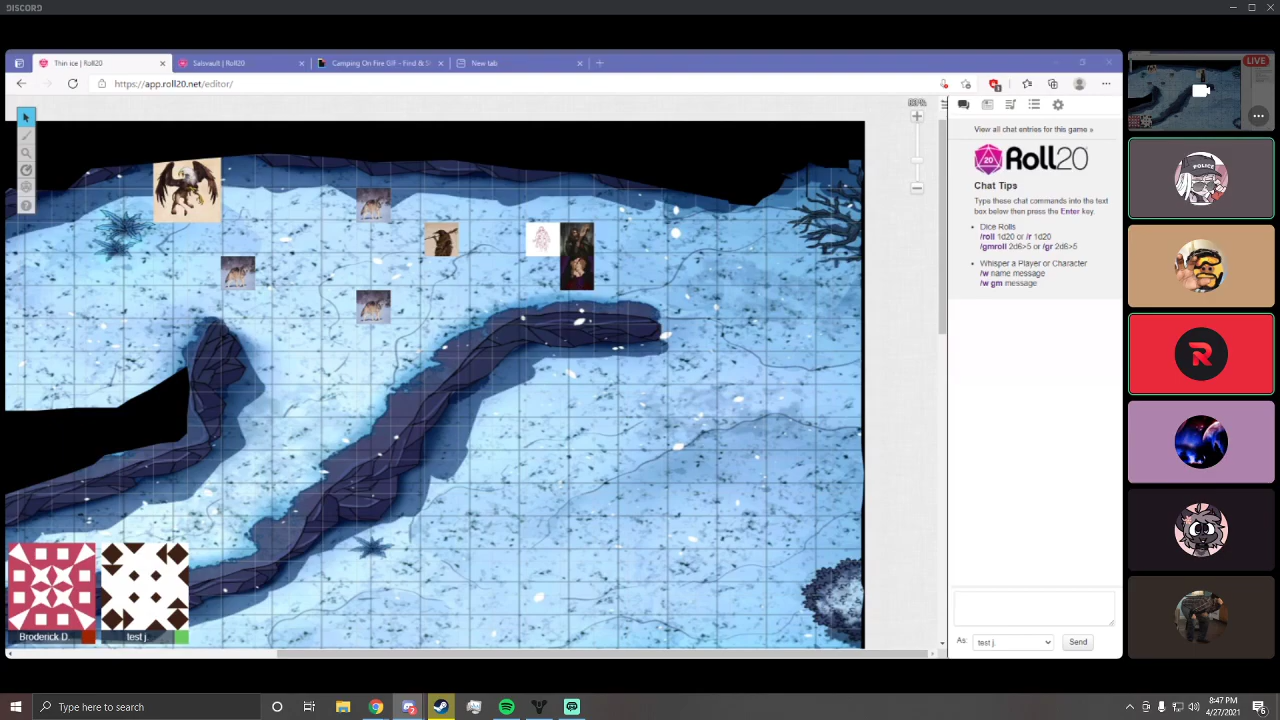 DISCORD
Thin ice | Roll20
Saltvault | Roll20
Camping On Fire GIF - Find & S
New tab
https://app.roll20.net/editor/
LIVE
View all chat entries for this game »
20
Roll20
Chat Tips
Type these chat commands into the text
box below then press the Enter key.
Dice Rolls
/roll 1d20 or /r 1d20
/gmroll 2d6>5 or /gr 2d6>5
Whisper a Player or Character
/w name message
/w gm message
POLICE
Broderick D.
test j.
As:
test j.
Send
Type here to search
8:47 PM
4/27/2021